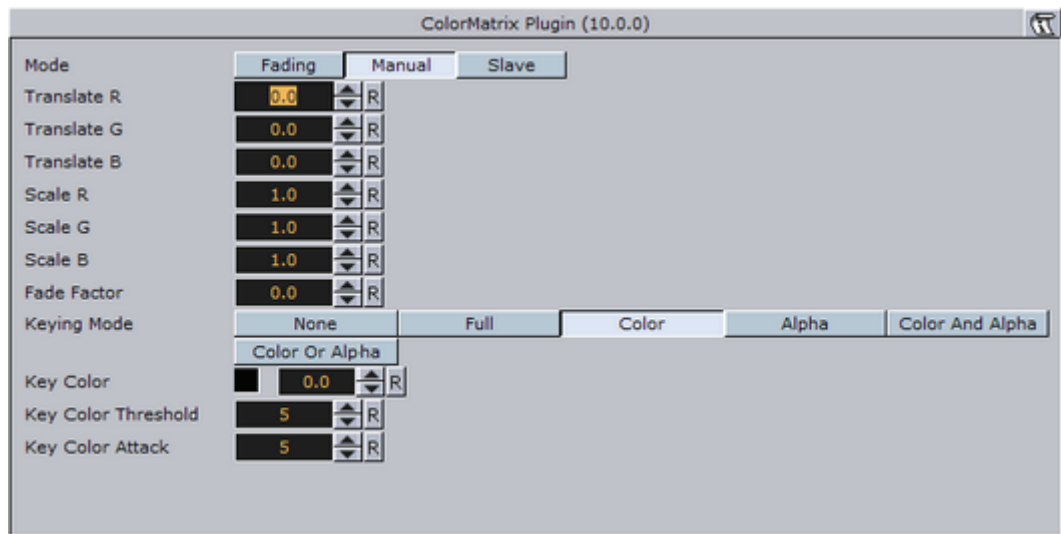 ColorMatrix Plugin (10.0.0)
Mode Fading Manual Slave
Translate R 0.0 R
Translate G 0.0 R
Translate B 0.0 R
Scale R 1.0 R
Scale G 1.0 R
Scale B 1.0 R
Fade Factor 0.0 R
Keying Mode None Full Color Alpha Color And Alpha
Color Or Alpha
Key Color 0.0 R
Key Color Threshold 5 R
Key Color Attack 5 R